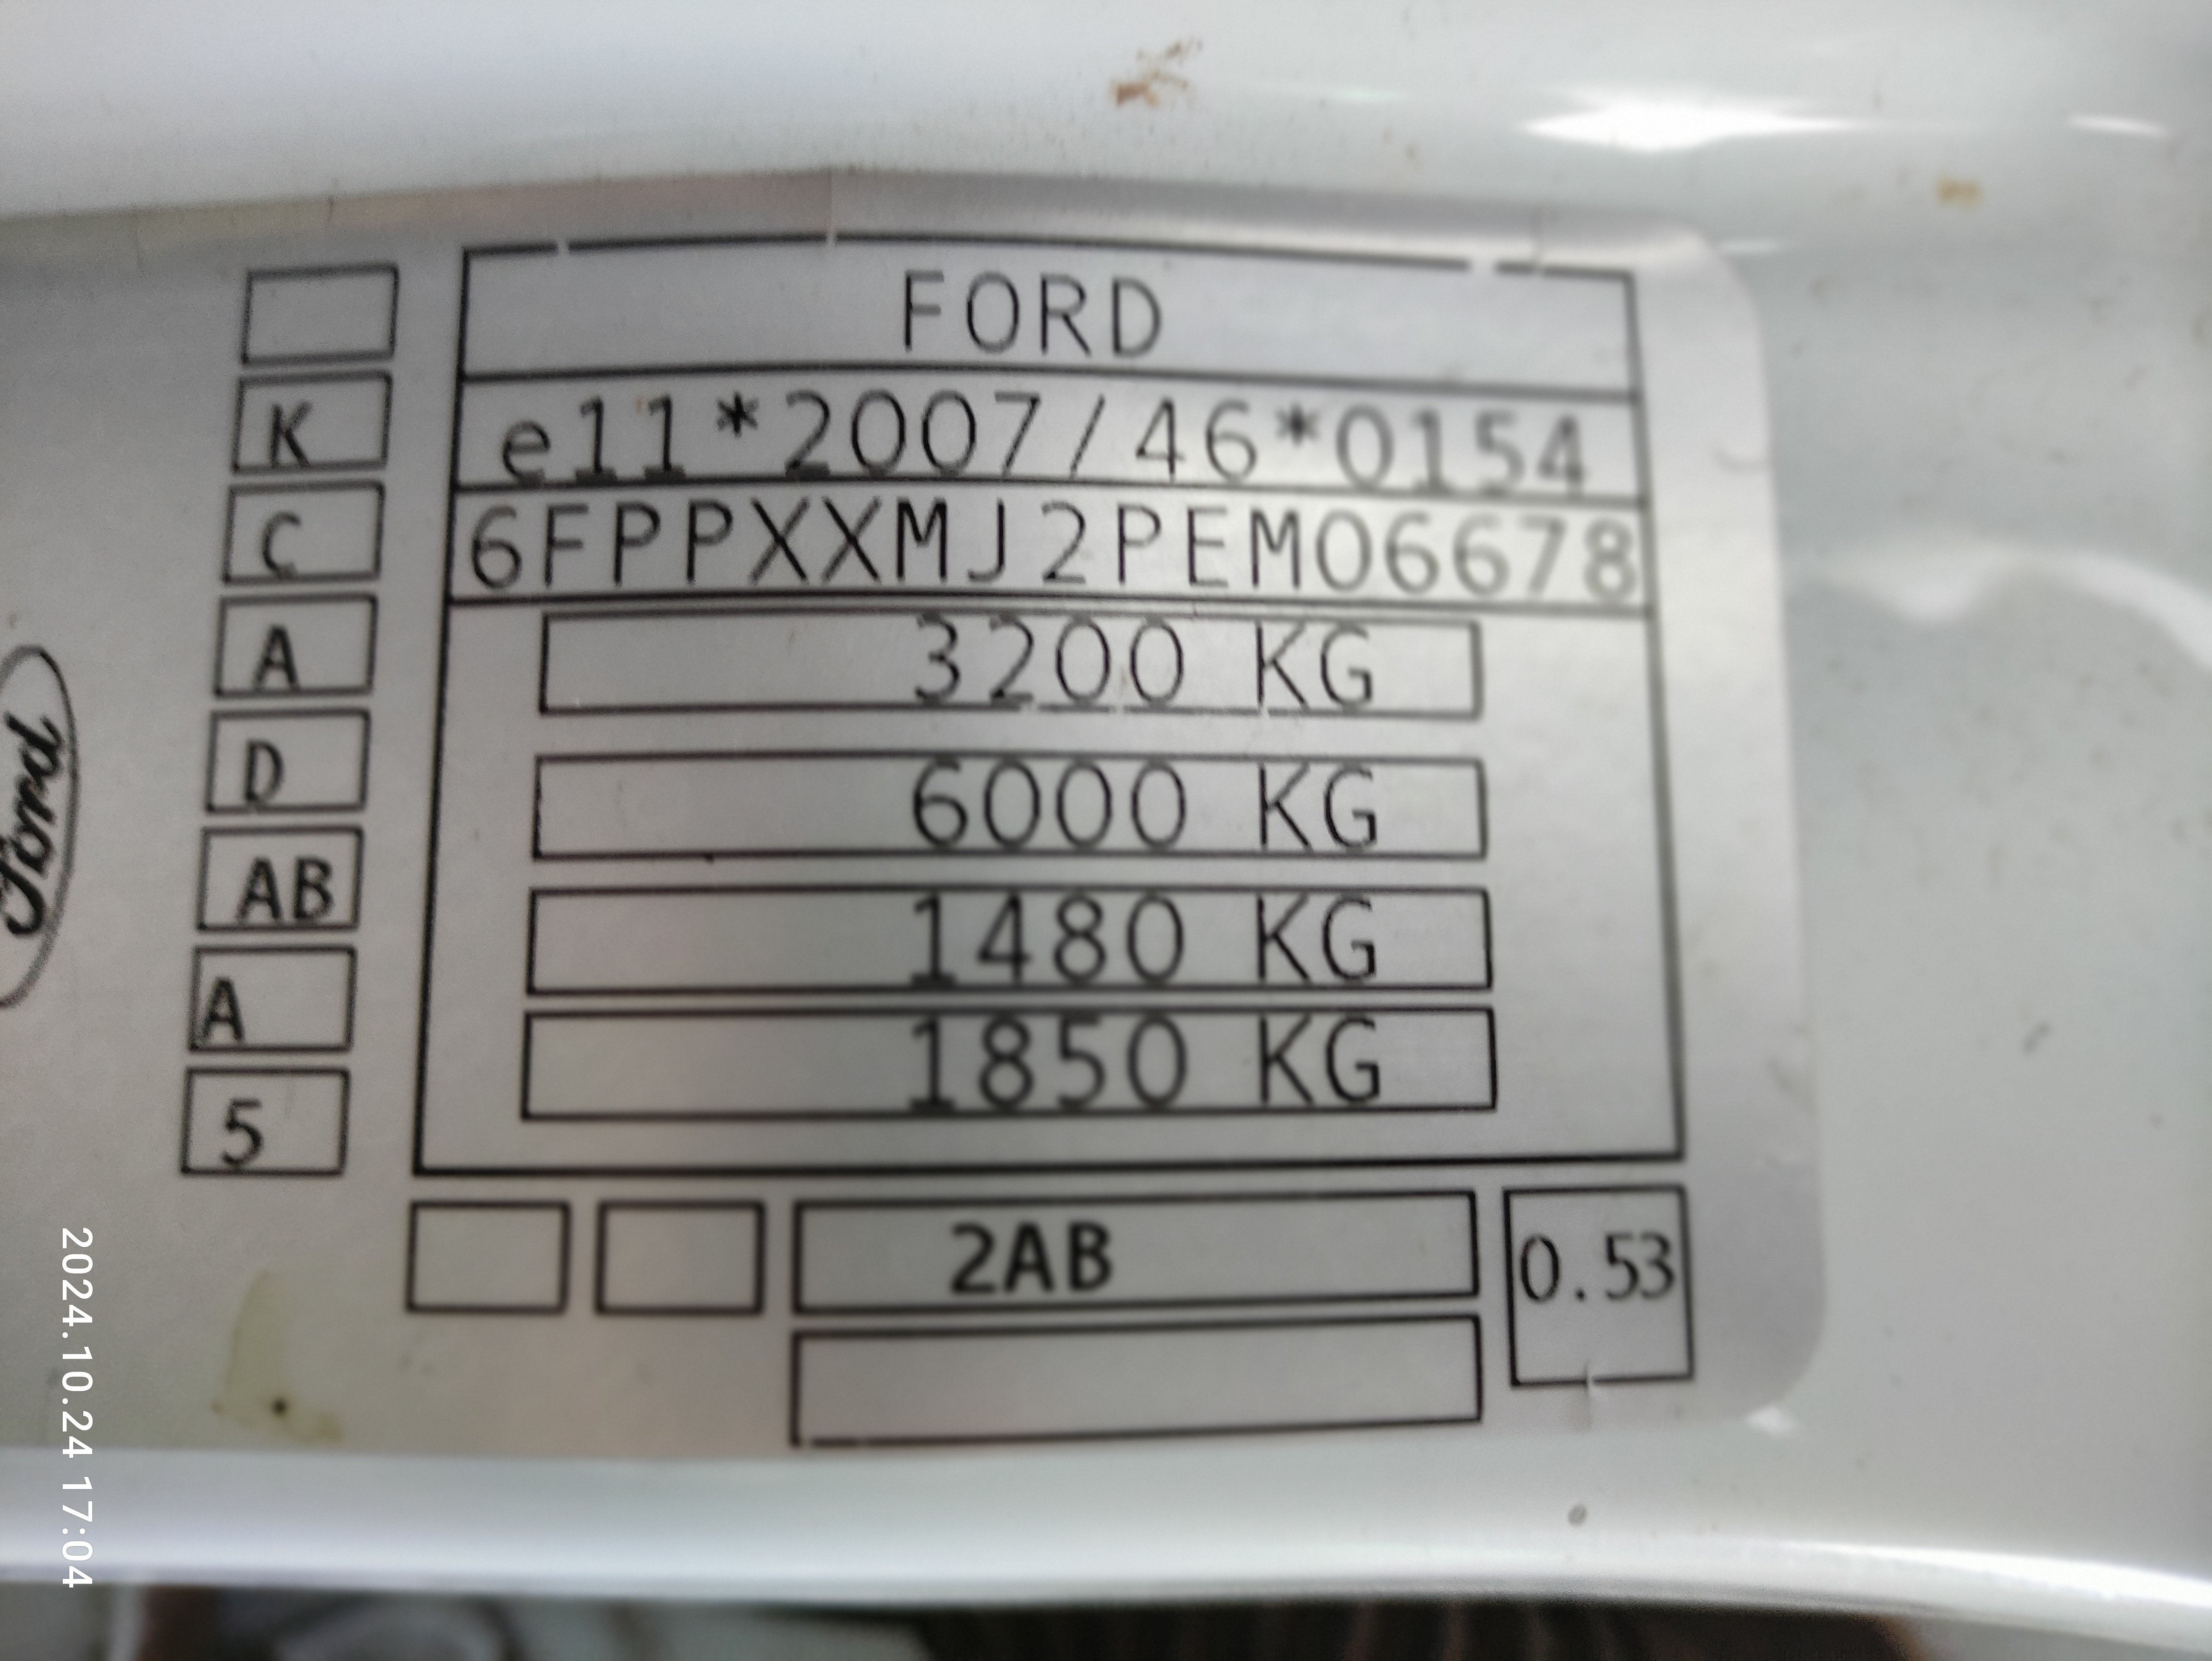 FORD
K
e11*2007/46*0154
C
6FPPXXMJ2PEM06678
A
3200 KG
D
6000 KG
AB
1480 KG
A
1850 KG
5
2AB
0.53
Ford
2024.10.24 17:04